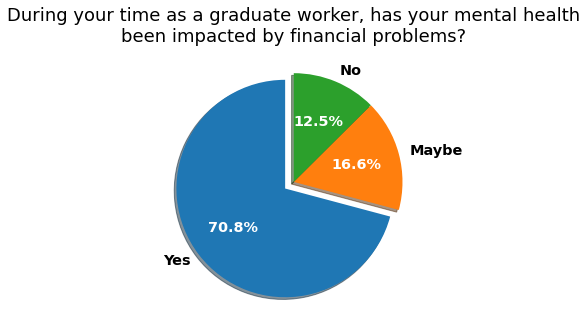 During your time as a graduate worker, has your mental health
been impacted by financial problems?
No
12.5%
Maybe
16.6%
70.8%
Yes